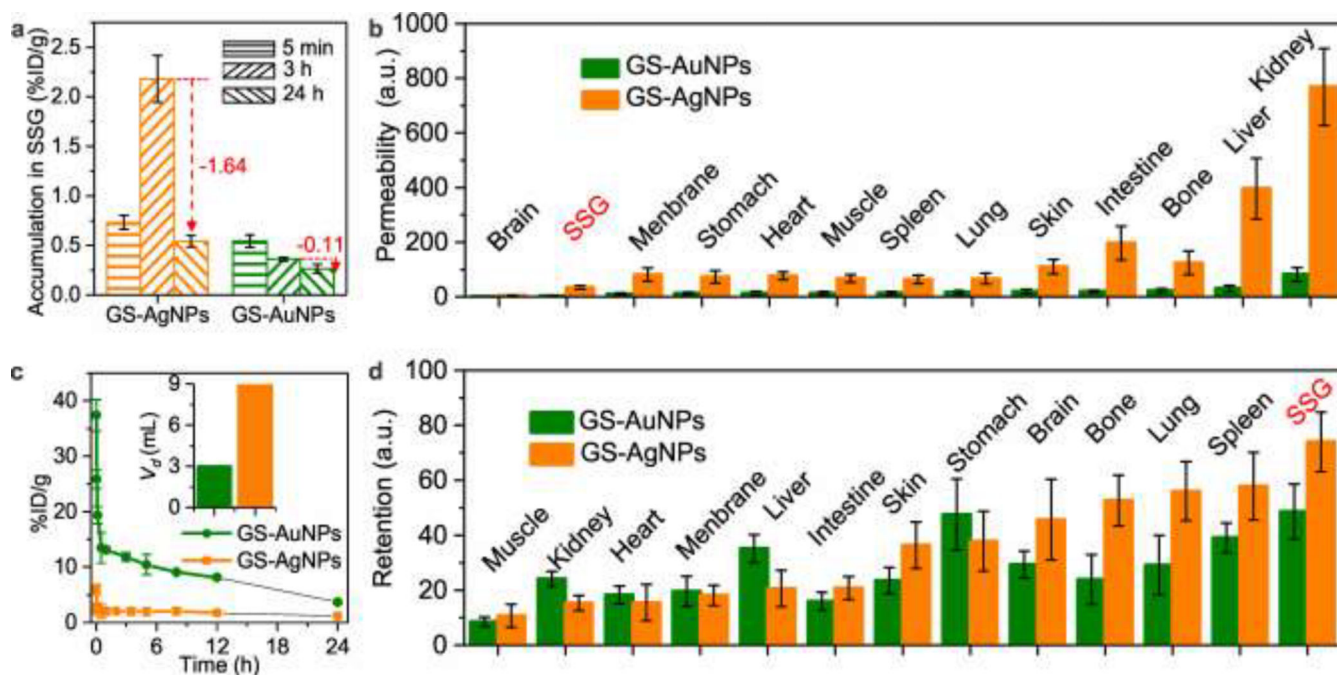 a
Accumulation in SSG (%ID/g)
2.5
2.0
1.5
1.0
0.5
0.0
5 min
3 h
24 h
-1.64
-0.11
GS-AgNPs
GS-AuNPs
b
Permeability (a.u.)
1000
800
600
400
200
0
GS-AuNPs
GS-AgNPs
Brain
SSG
Menbrane
Stomach
Heart
Muscle
Spleen
Lung
Skin
Intestine
Bone
Liver
Kidney
c
%ID/g
40
30
20
10
0
V_d (mL)
9
6
3
0
GS-AuNPs
GS-AgNPs
0
6
12
18
24
Time (h)
d
Retention (a.u.)
100
80
60
40
20
0
GS-AuNPs
GS-AgNPs
Muscle
Kidney
Heart
Menbrane
Liver
Intestine
Skin
Stomach
Brain
Bone
Lung
Spleen
SSG